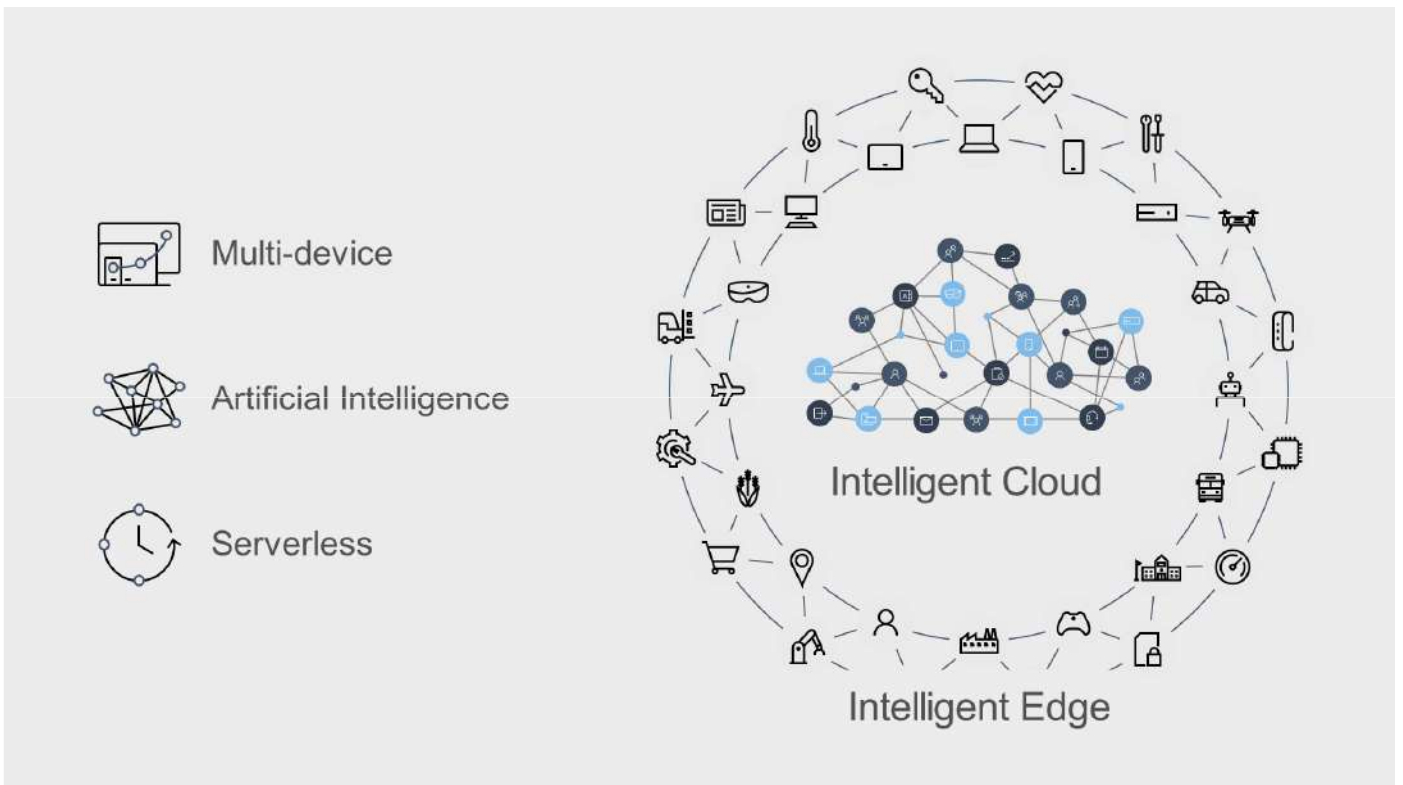 Multi-device
Artificial Intelligence
Serverless
Intelligent Cloud
Intelligent Edge